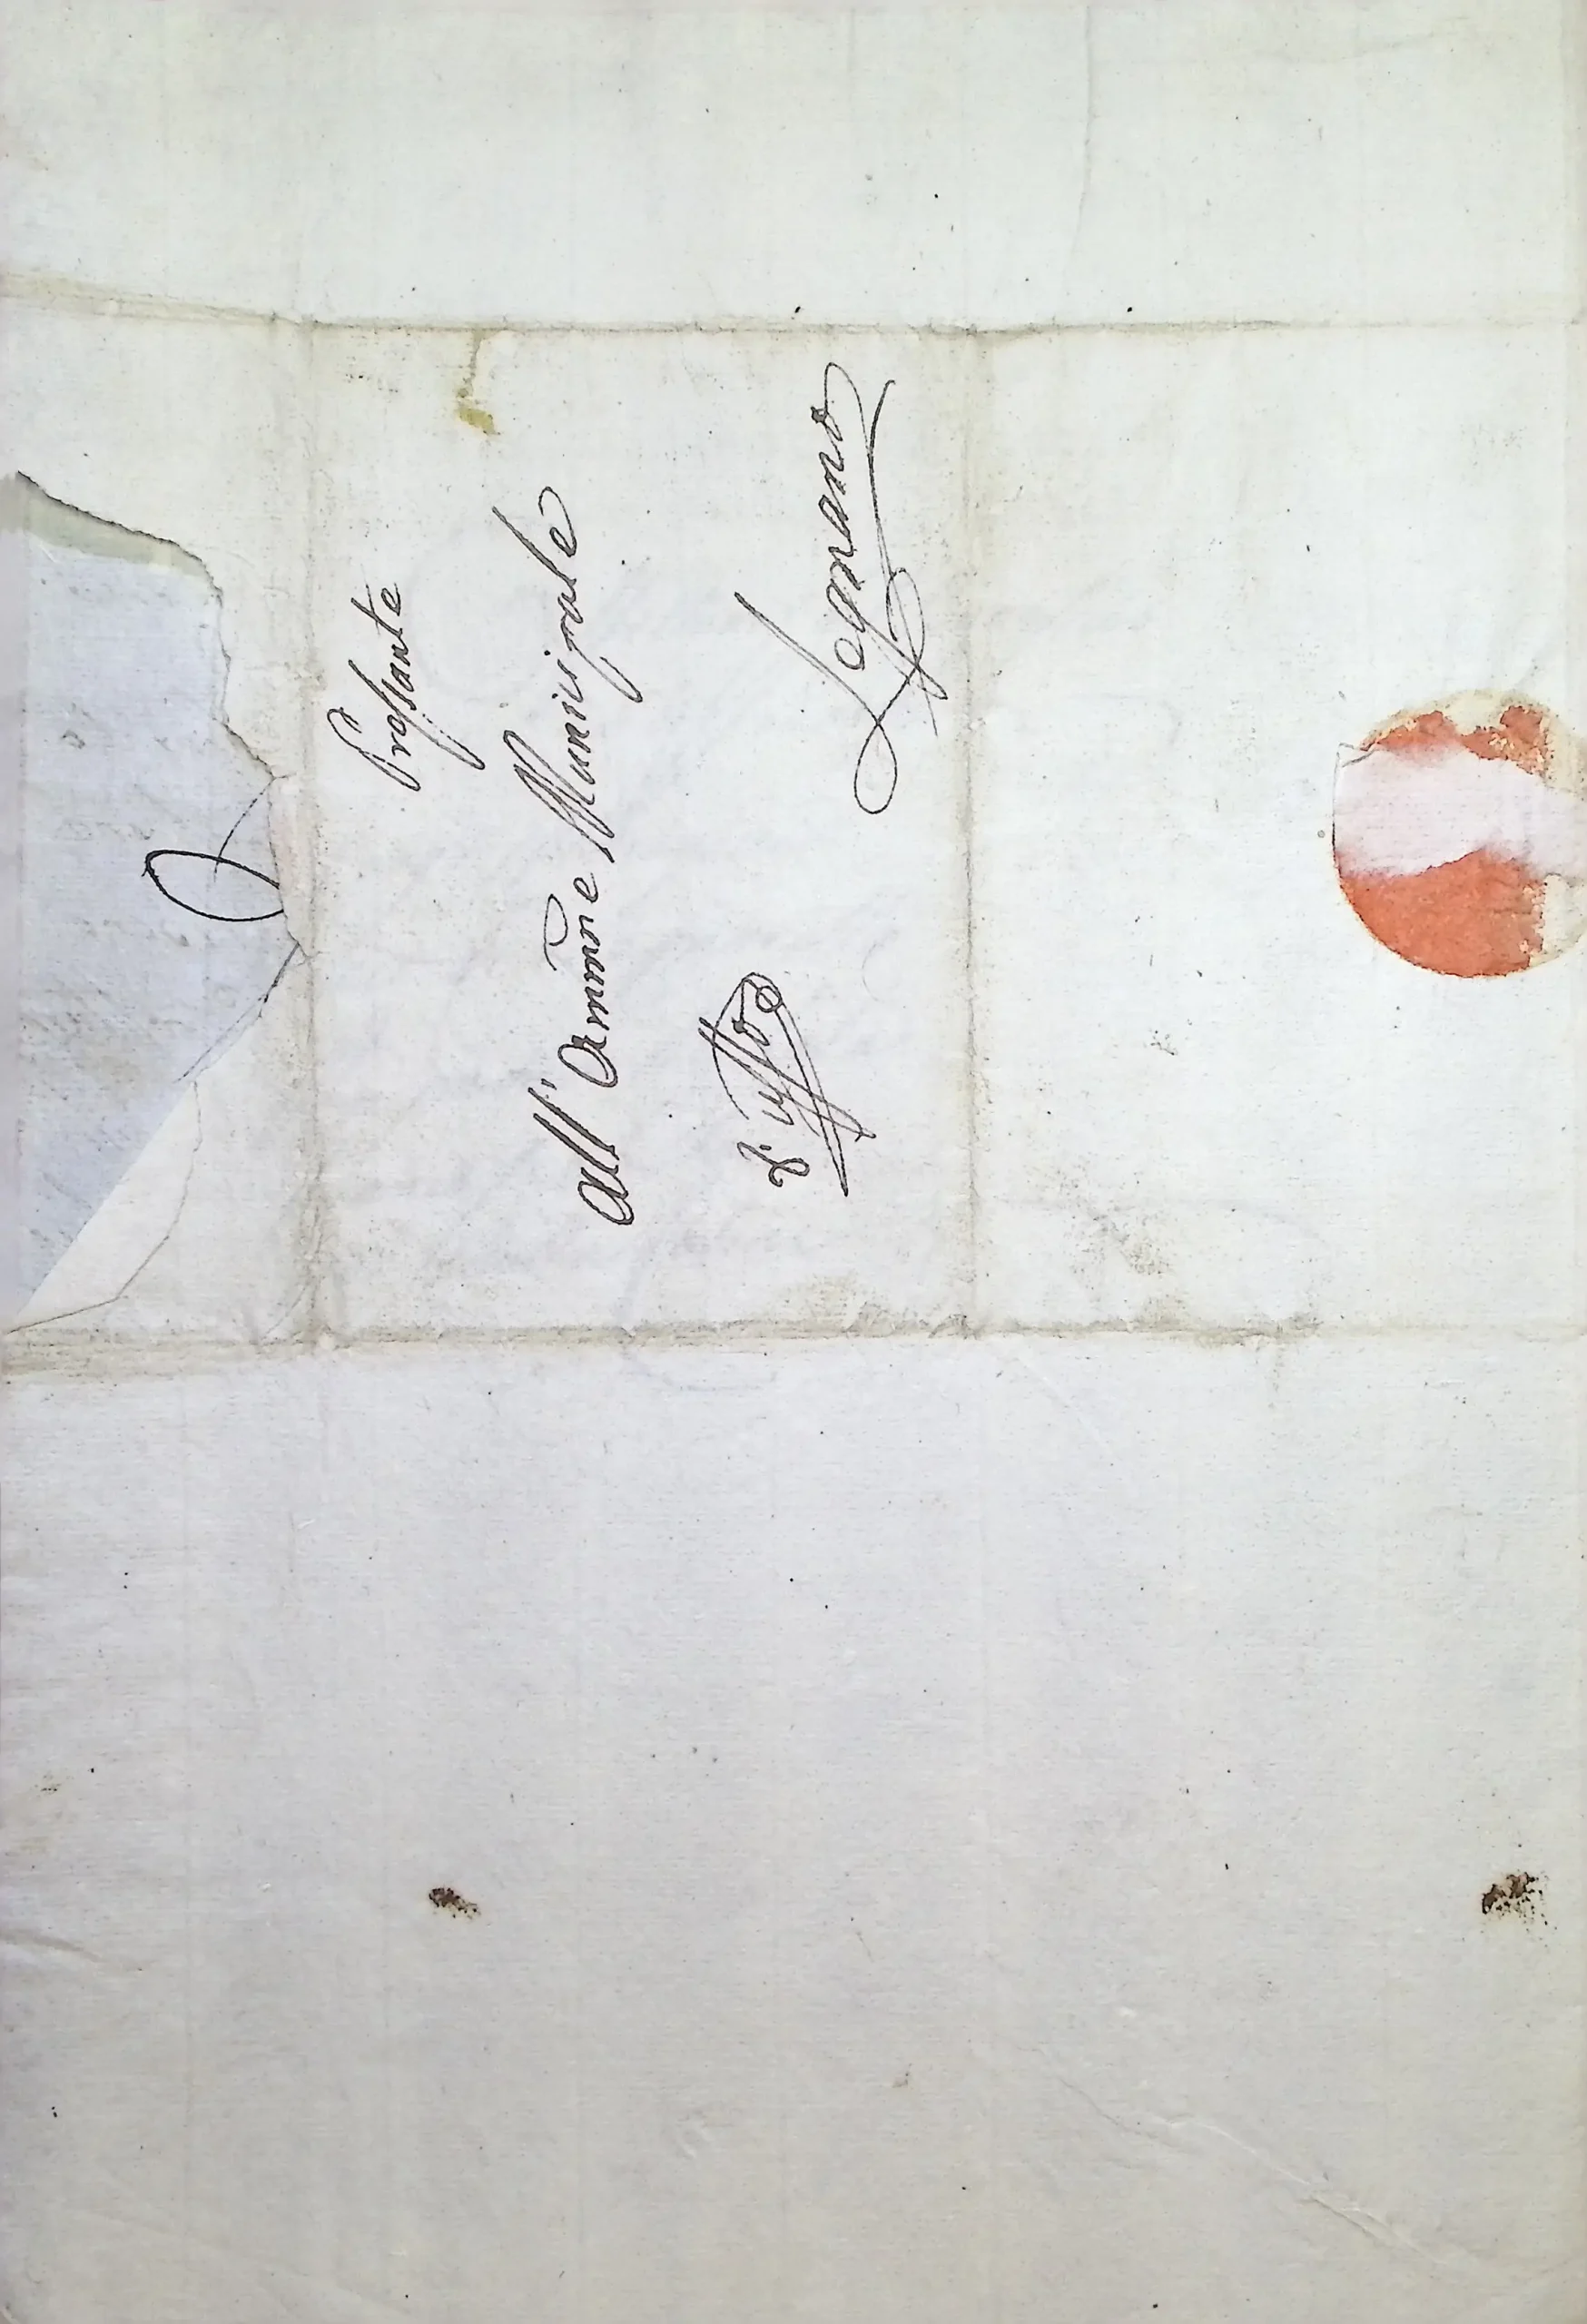 Pressante
All' Ammne Municipale
d' Uffo
Legnano